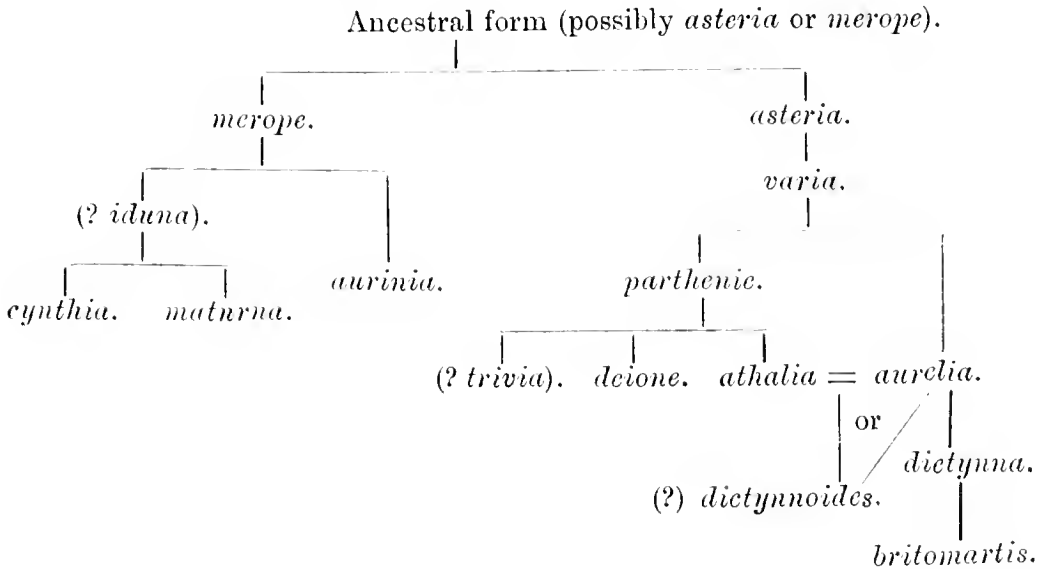 Ancestral form (possibly asteria or merope).
merope. asteria.
varia.
(? iduna).
aurinia. parthenie.
cynthia. maturna.
(? trivia). deione. athalia = aurelia.
or
dictynna.
(?) dictynnoides.
britomartis.